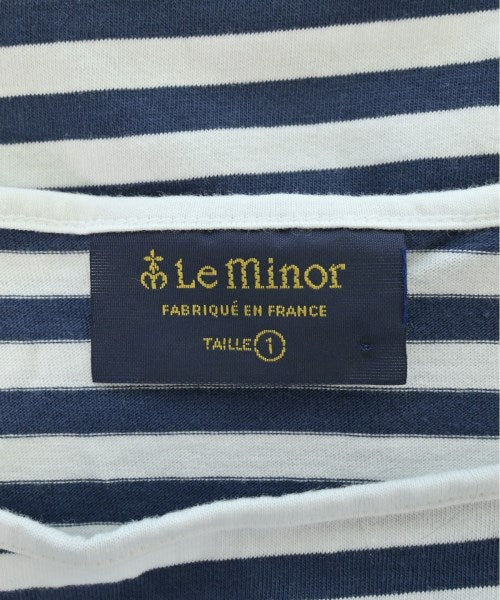 Le Minor
FABRIQUÉ EN FRANCE
TAILLE 1